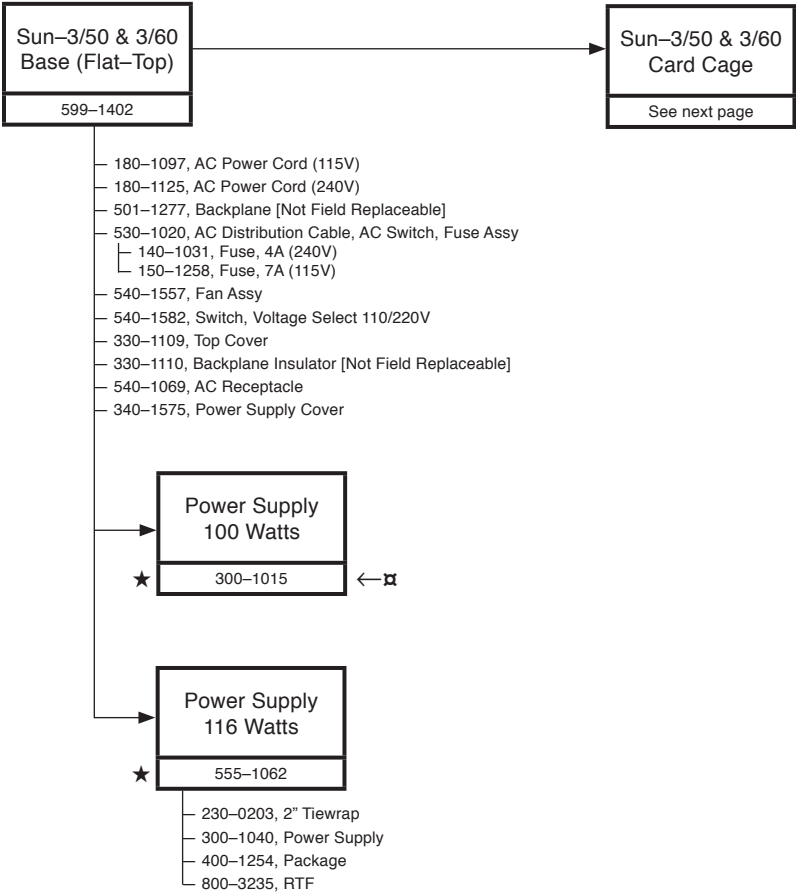 Sun–3/50 & 3/60
Base (Flat–Top)
599–1402
Sun–3/50 & 3/60
Card Cage
See next page
180–1097, AC Power Cord (115V)
180–1125, AC Power Cord (240V)
501–1277, Backplane [Not Field Replaceable]
530–1020, AC Distribution Cable, AC Switch, Fuse Assy
140–1031, Fuse, 4A (240V)
150–1258, Fuse, 7A (115V)
540–1557, Fan Assy
540–1582, Switch, Voltage Select 110/220V
330–1109, Top Cover
330–1110, Backplane Insulator [Not Field Replaceable]
540–1069, AC Receptacle
340–1575, Power Supply Cover
Power Supply
100 Watts
★ 300–1015 ←¤
Power Supply
116 Watts
★ 555–1062
230–0203, 2” Tiewrap
300–1040, Power Supply
400–1254, Package
800–3235, RTF